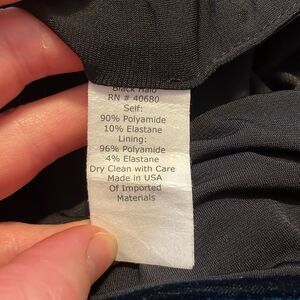 Black Halo
RN # 40680
Self:
90% Polyamide
10% Elastane
Lining:
96% Polyamide
4% Elastane
Dry Clean with Care
Made in USA
Of Imported
Materials